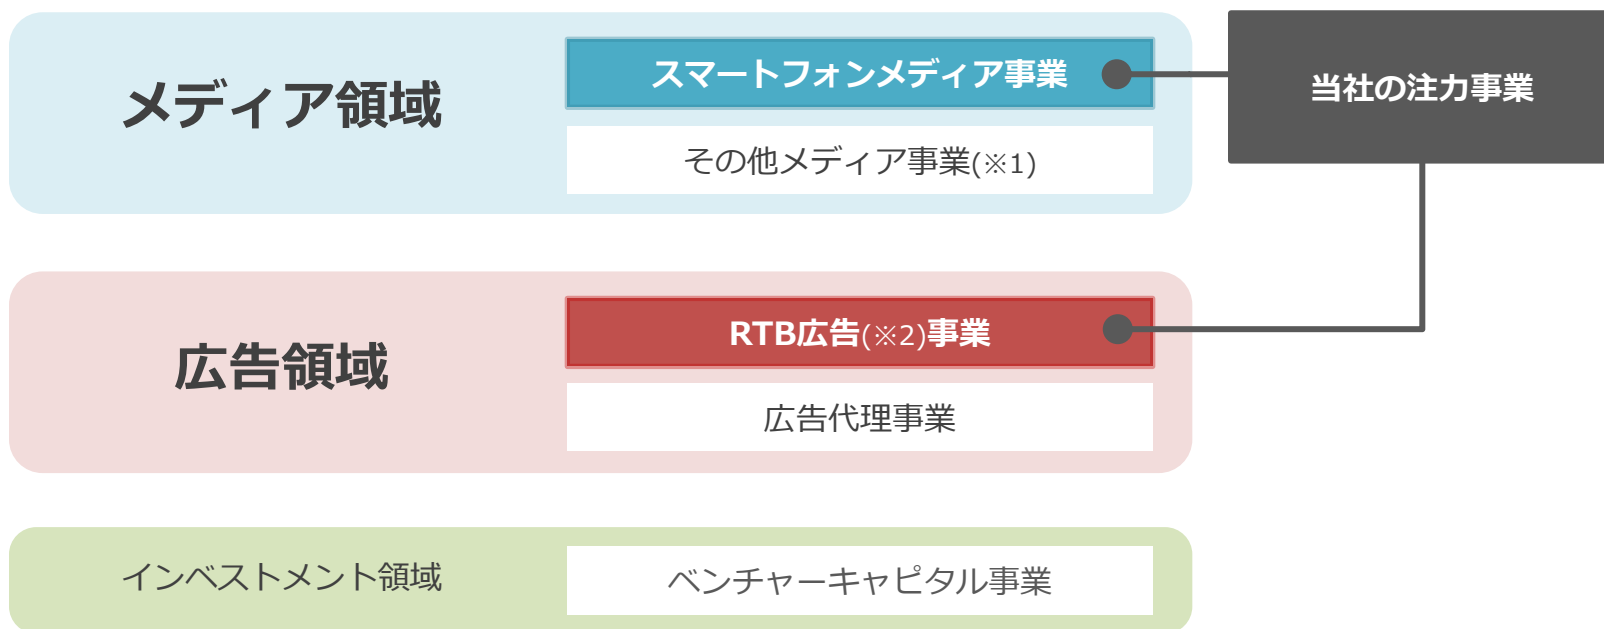 メディア領域
スマートフォンメディア事業
その他メディア事業(※1)
当社の注力事業
広告領域
RTB広告(※2)事業
広告代理事業
インベストメント領域
ベンチャーキャピタル事業